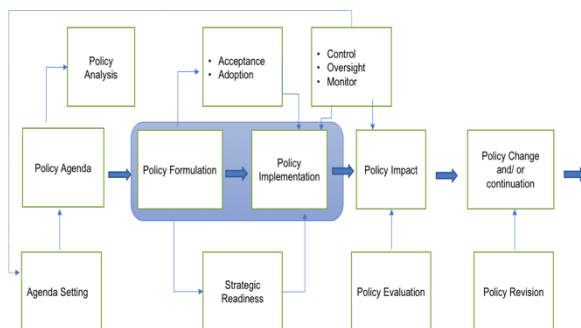 Policy
Analysis
• Acceptance
• Adoption
• Control
• Oversight
• Monitor
Policy Agenda
Policy Formulation
Policy
Implementation
Policy Impact
Policy Change
and/ or
continuation
Agenda Setting
Strategic
Readiness
Policy Evaluation
Policy Revision